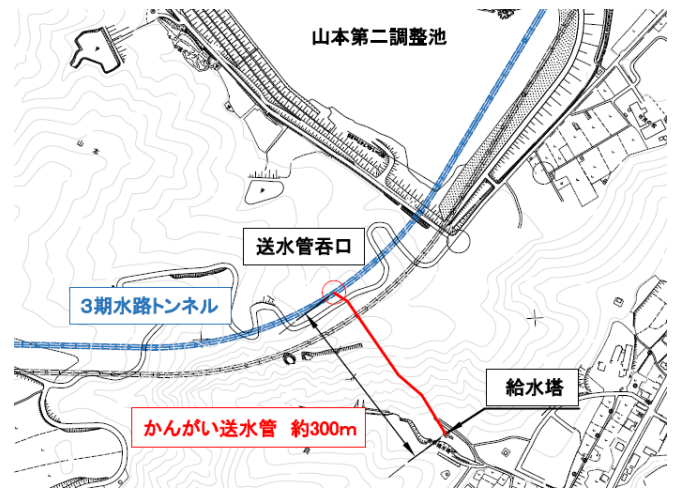 山本第二調整池
送水管呑口
3期水路トンネル
給水塔
かんがい送水管 約300m